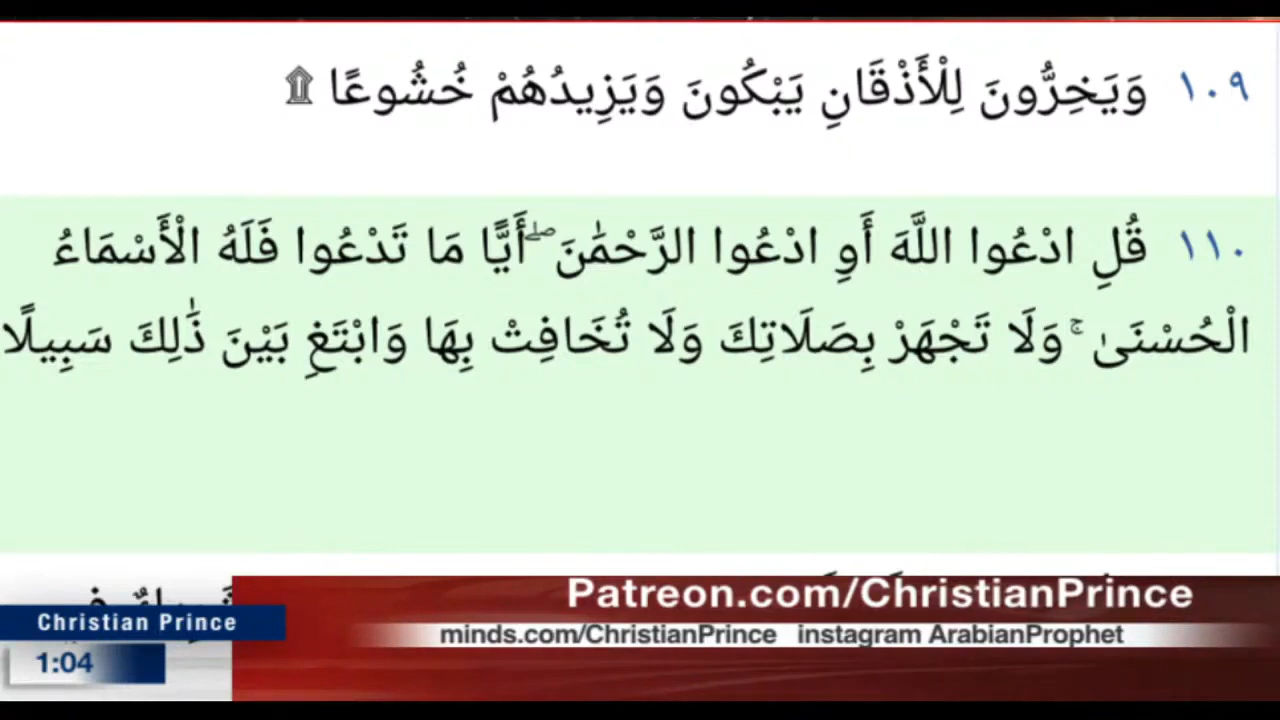 ١٠٩ وَيَخِرُّونَ لِلْأَذْقَانِ يَبْكُونَ وَيَزِيدُهُمْ خُشُوعًا ۩
١١٠ قُلِ ادْعُوا اللَّهَ أَوِ ادْعُوا الرَّحْمَٰنَ ۖ أَيًّا مَا تَدْعُوا فَلَهُ الْأَسْمَاءُ
الْحُسْنَىٰ ۚ وَلَا تَجْهَرْ بِصَلَاتِكَ وَلَا تُخَافِتْ بِهَا وَابْتَغِ بَيْنَ ذَٰلِكَ سَبِيلًا
Patreon.com/ChristianPrince
Christian Prince
minds.com/ChristianPrince instagram ArabianProphet
1:04